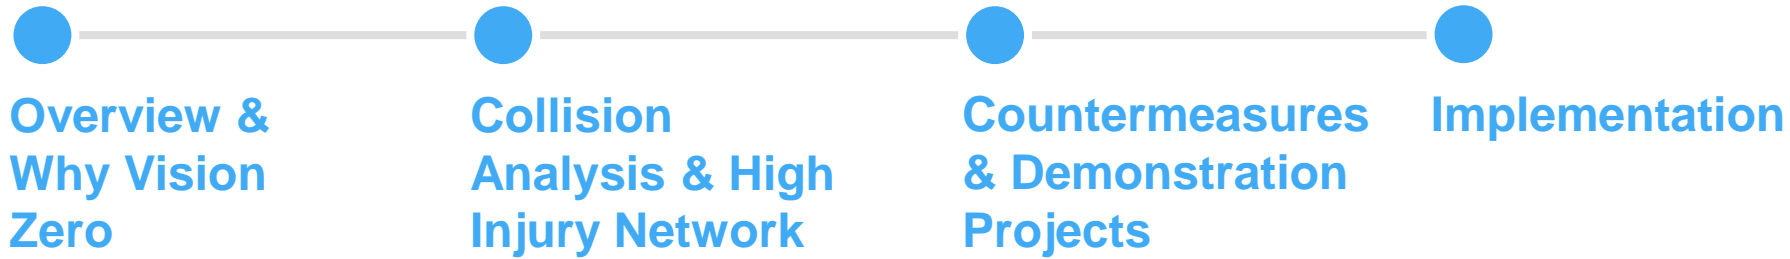 Overview &
Why Vision
Zero
Collision
Analysis & High
Injury Network
Countermeasures
& Demonstration
Projects
Implementation